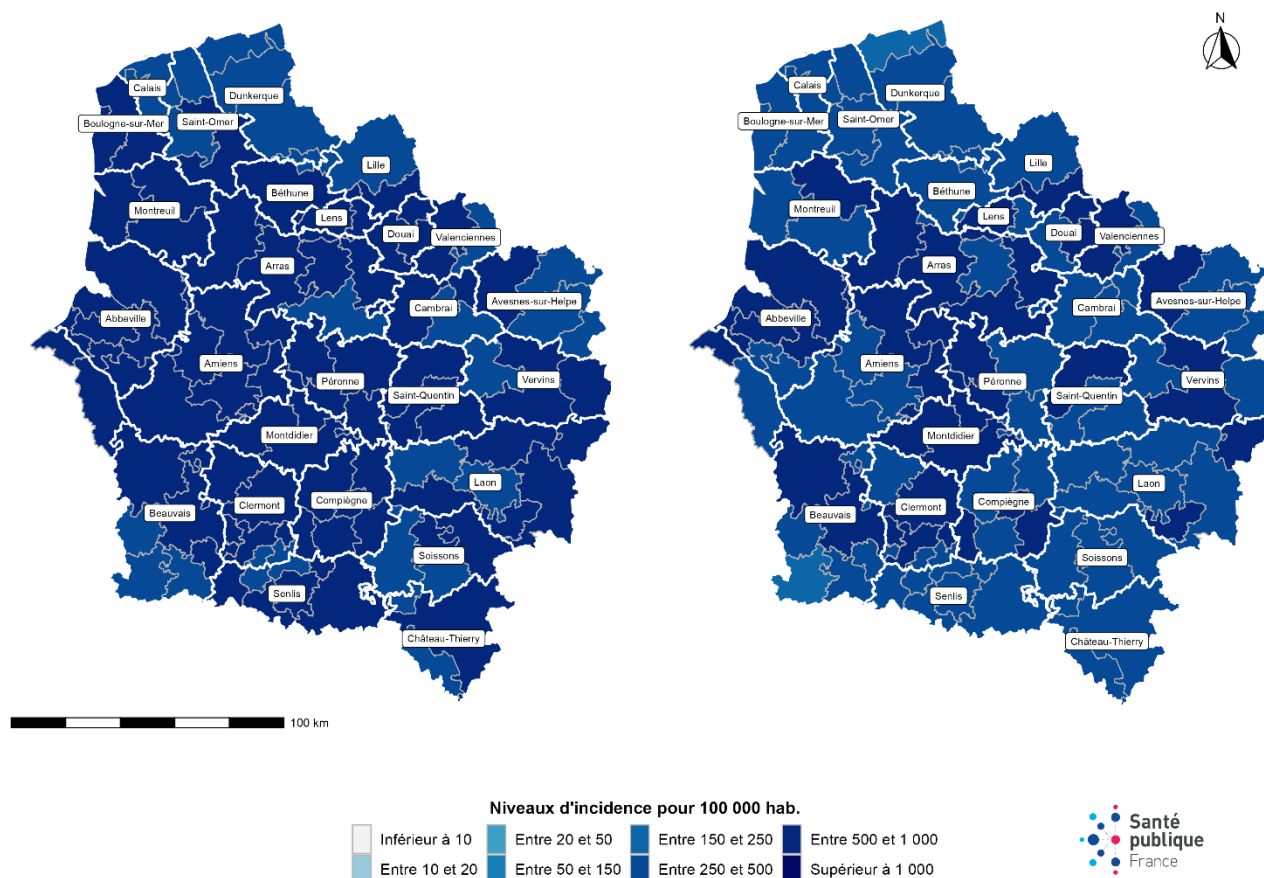 N
Calais
Dunkerque
Boulogne-sur-Mer
Saint-Omer
Lille
Béthune
Montreuil
Lens
Douai
Valenciennes
Arras
Avesnes-sur-Helpe
Cambrai
Abbeville
Amiens
Péronne
Vervins
Saint-Quentin
Montdidier
Laon
Compiègne
Clermont
Beauvais
Soissons
Senlis
Château-Thierry
100 km
Calais
Dunkerque
Boulogne-sur-Mer
Saint-Omer
Lille
Béthune
Montreuil
Lens
Douai
Valenciennes
Arras
Avesnes-sur-Helpe
Cambrai
Abbeville
Amiens
Péronne
Vervins
Saint-Quentin
Montdidier
Laon
Compiègne
Clermont
Beauvais
Soissons
Senlis
Château-Thierry
Niveaux d'incidence pour 100 000 hab.
Inférieur à 10
Entre 20 et 50
Entre 150 et 250
Entre 500 et 1 000
Entre 10 et 20
Entre 50 et 150
Entre 250 et 500
Supérieur à 1 000
Santé
publique
France